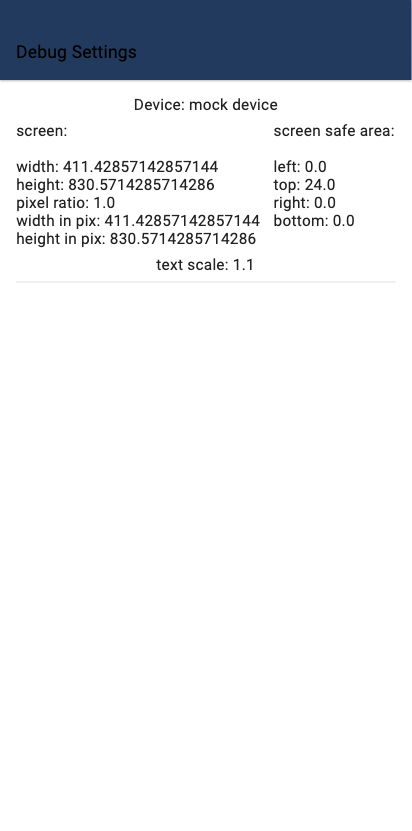 Debug Settings
Device: mock device
screen:
width: 411.42857142857144
height: 830.5714285714286
pixel ratio: 1.0
width in pix: 411.42857142857144
height in pix: 830.5714285714286
screen safe area:
left: 0.0
top: 24.0
right: 0.0
bottom: 0.0
text scale: 1.1